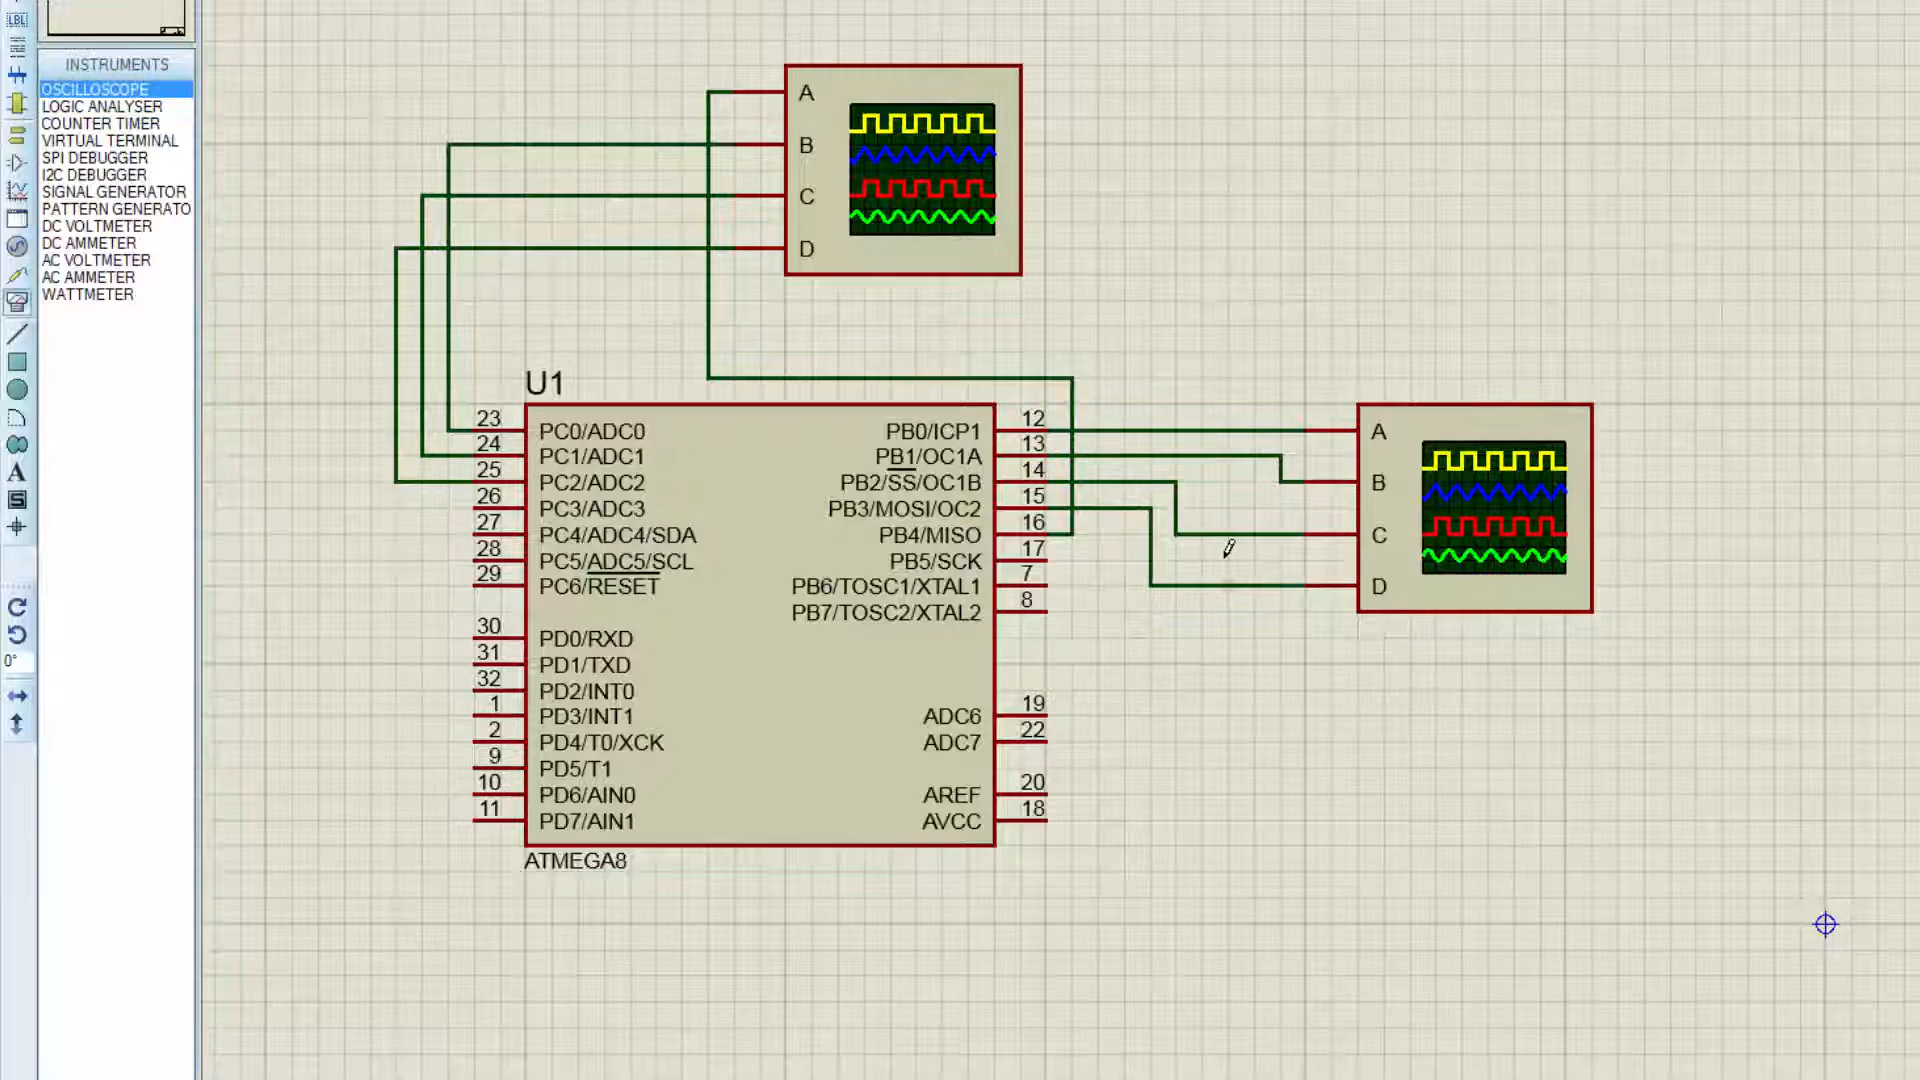 LBL
INSTRUMENTS
OSCILLOSCOPE
LOGIC ANALYSER
COUNTER TIMER
VIRTUAL TERMINAL
SPI DEBUGGER
I2C DEBUGGER
SIGNAL GENERATOR
PATTERN GENERATO
DC VOLTMETER
DC AMMETER
AC VOLTMETER
AC AMMETER
WATTMETER
A
S
0°
A
B
C
D
U1
23 PC0/ADC0
24 PC1/ADC1
25 PC2/ADC2
26 PC3/ADC3
27 PC4/ADC4/SDA
28 PC5/ADC5/SCL
29 PC6/RESET
30 PD0/RXD
31 PD1/TXD
32 PD2/INT0
1 PD3/INT1
2 PD4/T0/XCK
9 PD5/T1
10 PD6/AIN0
11 PD7/AIN1
PB0/ICP1 12
PB1/OC1A 13
PB2/SS/OC1B 14
PB3/MOSI/OC2 15
PB4/MISO 16
PB5/SCK 17
PB6/TOSC1/XTAL1 7
PB7/TOSC2/XTAL2 8
ADC6 19
ADC7 22
AREF 20
AVCC 18
ATMEGA8
A
B
C
D